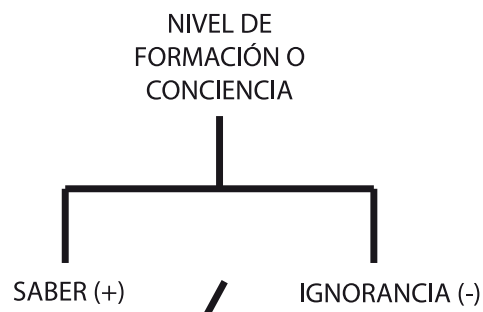 NIVEL DE
FORMACIÓN O
CONCIENCIA
SABER (+) / IGNORANCIA (-)